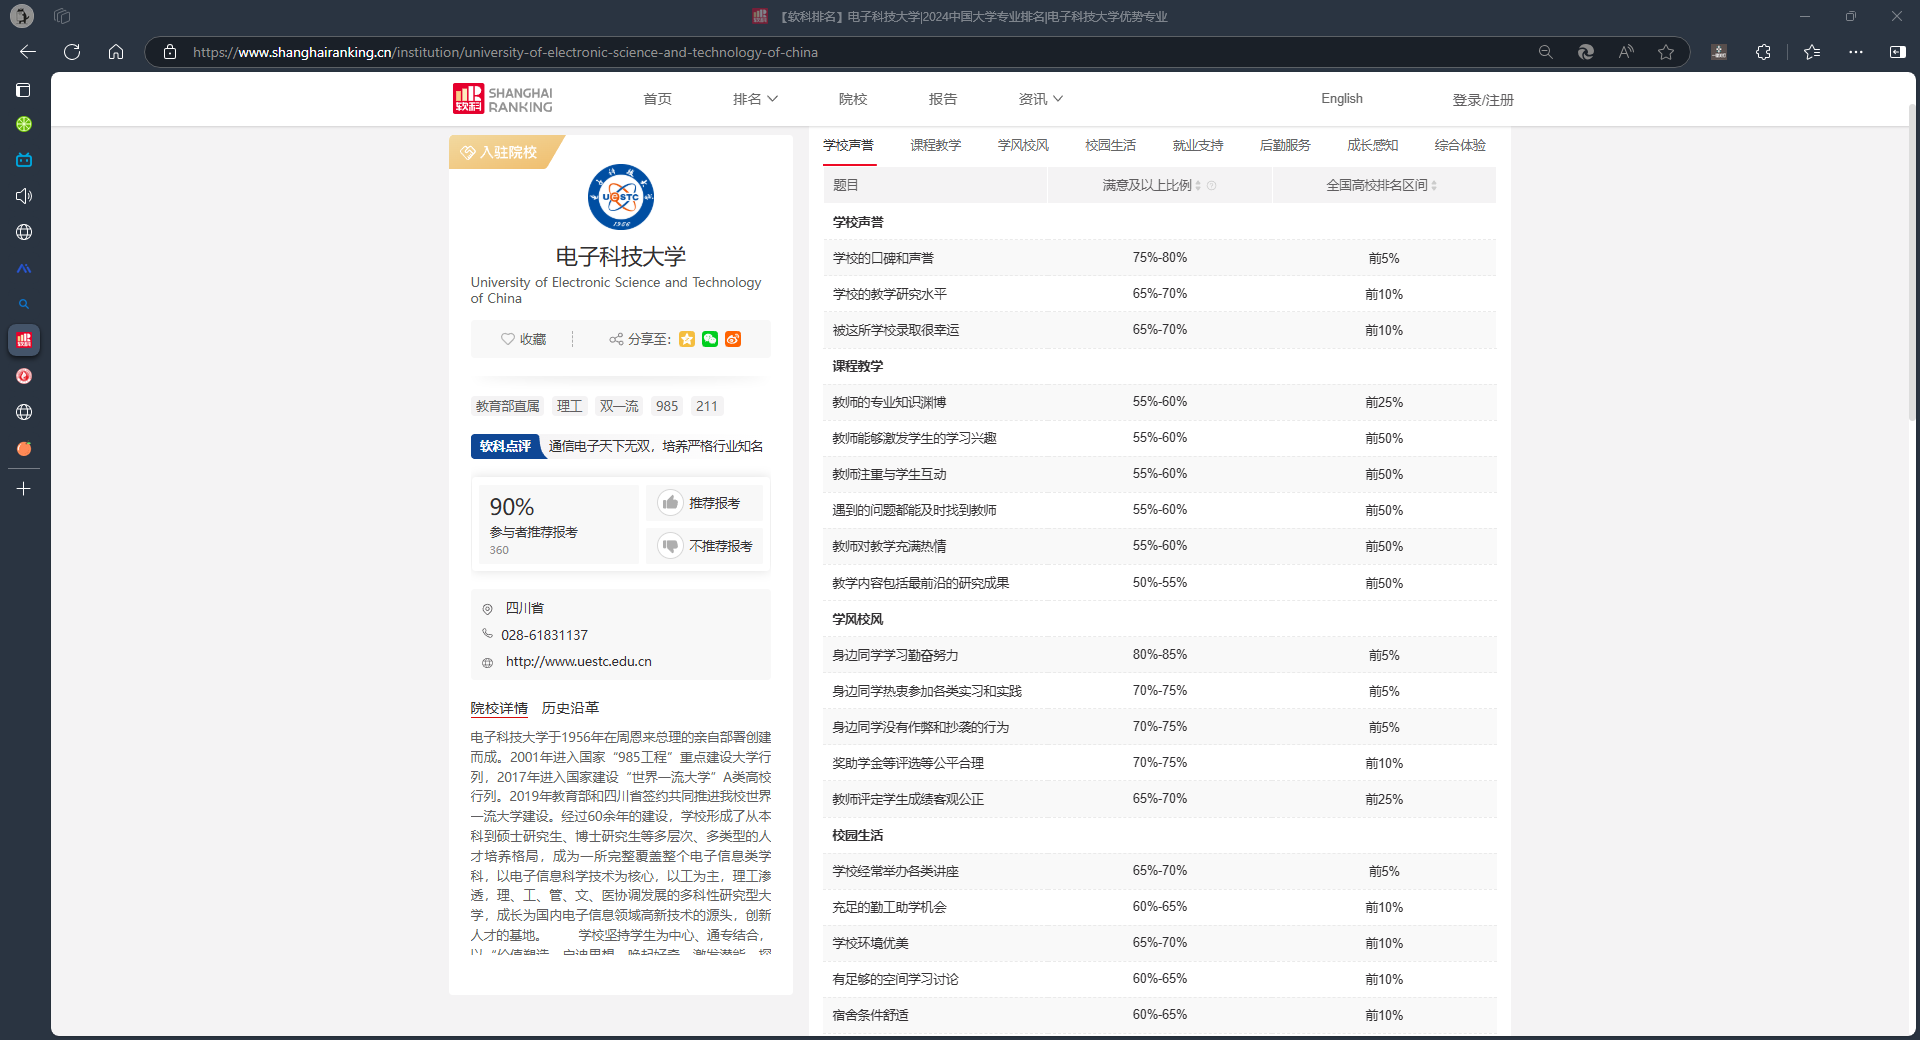 【软科排名】电子科技大学|2024中国大学专业排名|电子科技大学优势专业
https://www.shanghairanking.cn/institution/university-of-electronic-science-and-technology-of-china
软科 SHANGHAI RANKING
首页 排名 院校 报告 资讯 English 登录/注册
入驻院校
UESTC
1956
电子科技大学
University of Electronic Science and Technology
of China
收藏 分享至:
教育部直属 理工 双一流 985 211
软科点评 通信电子天下无双，培养严格行业知名
90%
参与者推荐报考
360
推荐报考
不推荐报考
四川省
028-61831137
http://www.uestc.edu.cn
院校详情 历史沿革
电子科技大学于1956年在周恩来总理的亲自部署创建
而成。2001年进入国家“985工程”重点建设大学行
列，2017年进入国家建设“世界一流大学”A类高校
行列。2019年教育部和四川省签约共同推进我校世界
一流大学建设。经过60余年的建设，学校形成了从本
科到硕士研究生、博士研究生等多层次、多类型的人
才培养格局，成为一所完整覆盖整个电子信息类学
科，以电子信息科学技术为核心，以工为主，理工渗
透，理、工、管、文、医协调发展的多科性研究型大
学，成长为国内电子信息领域高新技术的源头，创新
人才的基地。 学校坚持学生为中心、通专结合，
以“价值塑造、启迪思想、唤起好奇、激发潜能、探
学校声誉 课程教学 学风校风 校园生活 就业支持 后勤服务 成长感知 综合体验
题目 满意及以上比例 全国高校排名区间
学校声誉
学校的口碑和声誉 75%-80% 前5%
学校的教学研究水平 65%-70% 前10%
被这所学校录取很幸运 65%-70% 前10%
课程教学
教师的专业知识渊博 55%-60% 前25%
教师能够激发学生的学习兴趣 55%-60% 前50%
教师注重与学生互动 55%-60% 前50%
遇到的问题都能及时找到教师 55%-60% 前50%
教师对教学充满热情 55%-60% 前50%
教学内容包括最前沿的研究成果 50%-55% 前50%
学风校风
身边同学学习勤奋努力 80%-85% 前5%
身边同学热衷参加各类实习和实践 70%-75% 前5%
身边同学没有作弊和抄袭的行为 70%-75% 前5%
奖助学金等评选等公平合理 70%-75% 前10%
教师评定学生成绩客观公正 65%-70% 前25%
校园生活
学校经常举办各类讲座 65%-70% 前5%
充足的勤工助学机会 60%-65% 前10%
学校环境优美 65%-70% 前10%
有足够的空间学习讨论 60%-65% 前10%
宿舍条件舒适 60%-65% 前10%